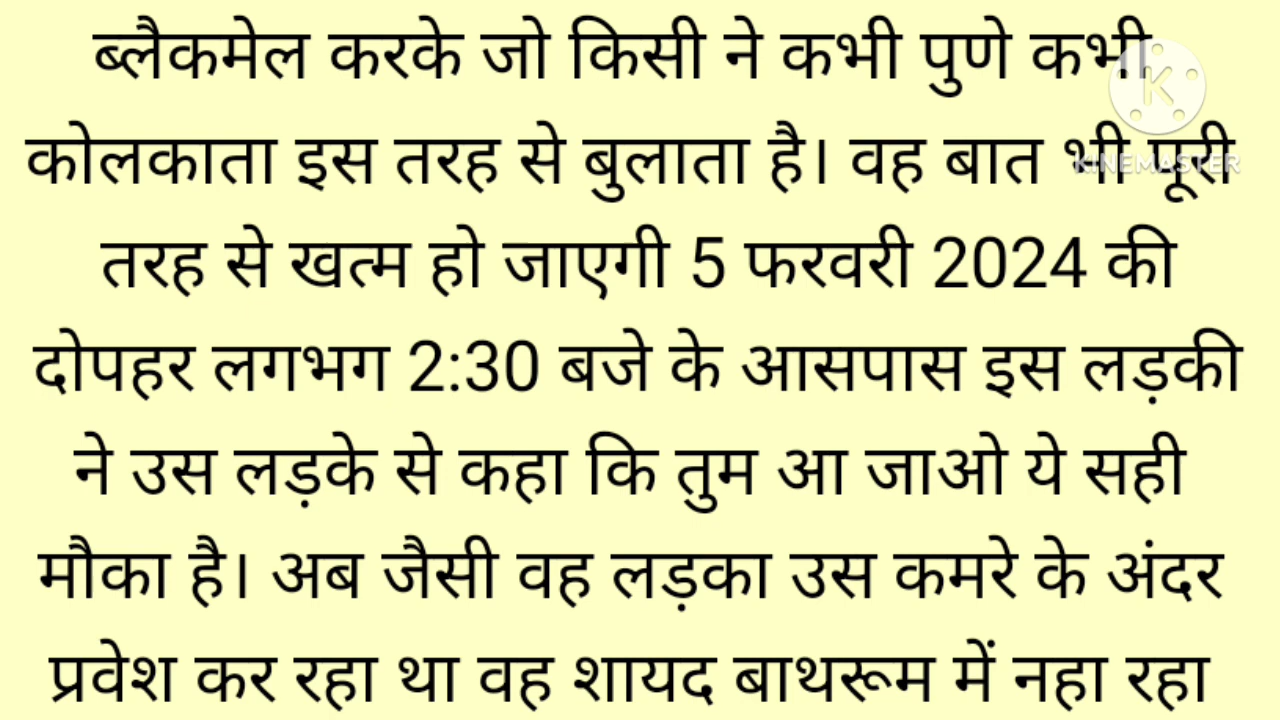 ब्लैकमेल करके जो किसी ने कभी पुणे कभी
कोलकाता इस तरह से बुलाता है। वह बात भी पूरी
तरह से खत्म हो जाएगी 5 फरवरी 2024 की
दोपहर लगभग 2:30 बजे के आसपास इस लड़की
ने उस लड़के से कहा कि तुम आ जाओ ये सही
मौका है। अब जैसी वह लड़का उस कमरे के अंदर
प्रवेश कर रहा था वह शायद बाथरूम में नहा रहा
K
KINEMASTER